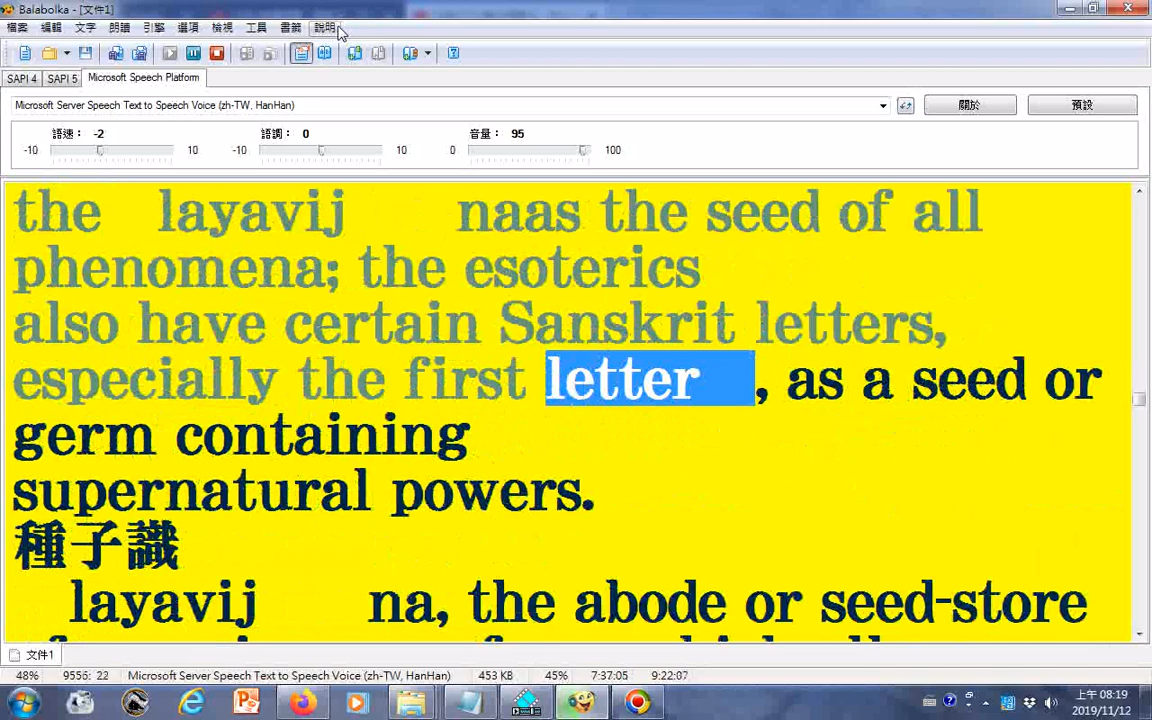 Balabolka - [文件1]
檔案 編輯 文字 朗讀 引擎 選項 檢視 工具 書籤 說明
SAPI 4 SAPI 5 Microsoft Speech Platform
Microsoft Server Speech Text to Speech Voice (zh-TW, HanHan) 關於 預設
語速： -2 語調： 0 音量： 95
-10 10 -10 10 0 100
the layavij naas the seed of all
phenomena; the esoterics
also have certain Sanskrit letters,
especially the first letter , as a seed or
germ containing
supernatural powers.
種子識
layavij na, the abode or seed-store
文件1
48% 9556: 22 Microsoft Server Speech Text to Speech Voice (zh-TW, HanHan) 453 KB 45% 7:37:05 9:22:07
上午 08:19
2019/11/12